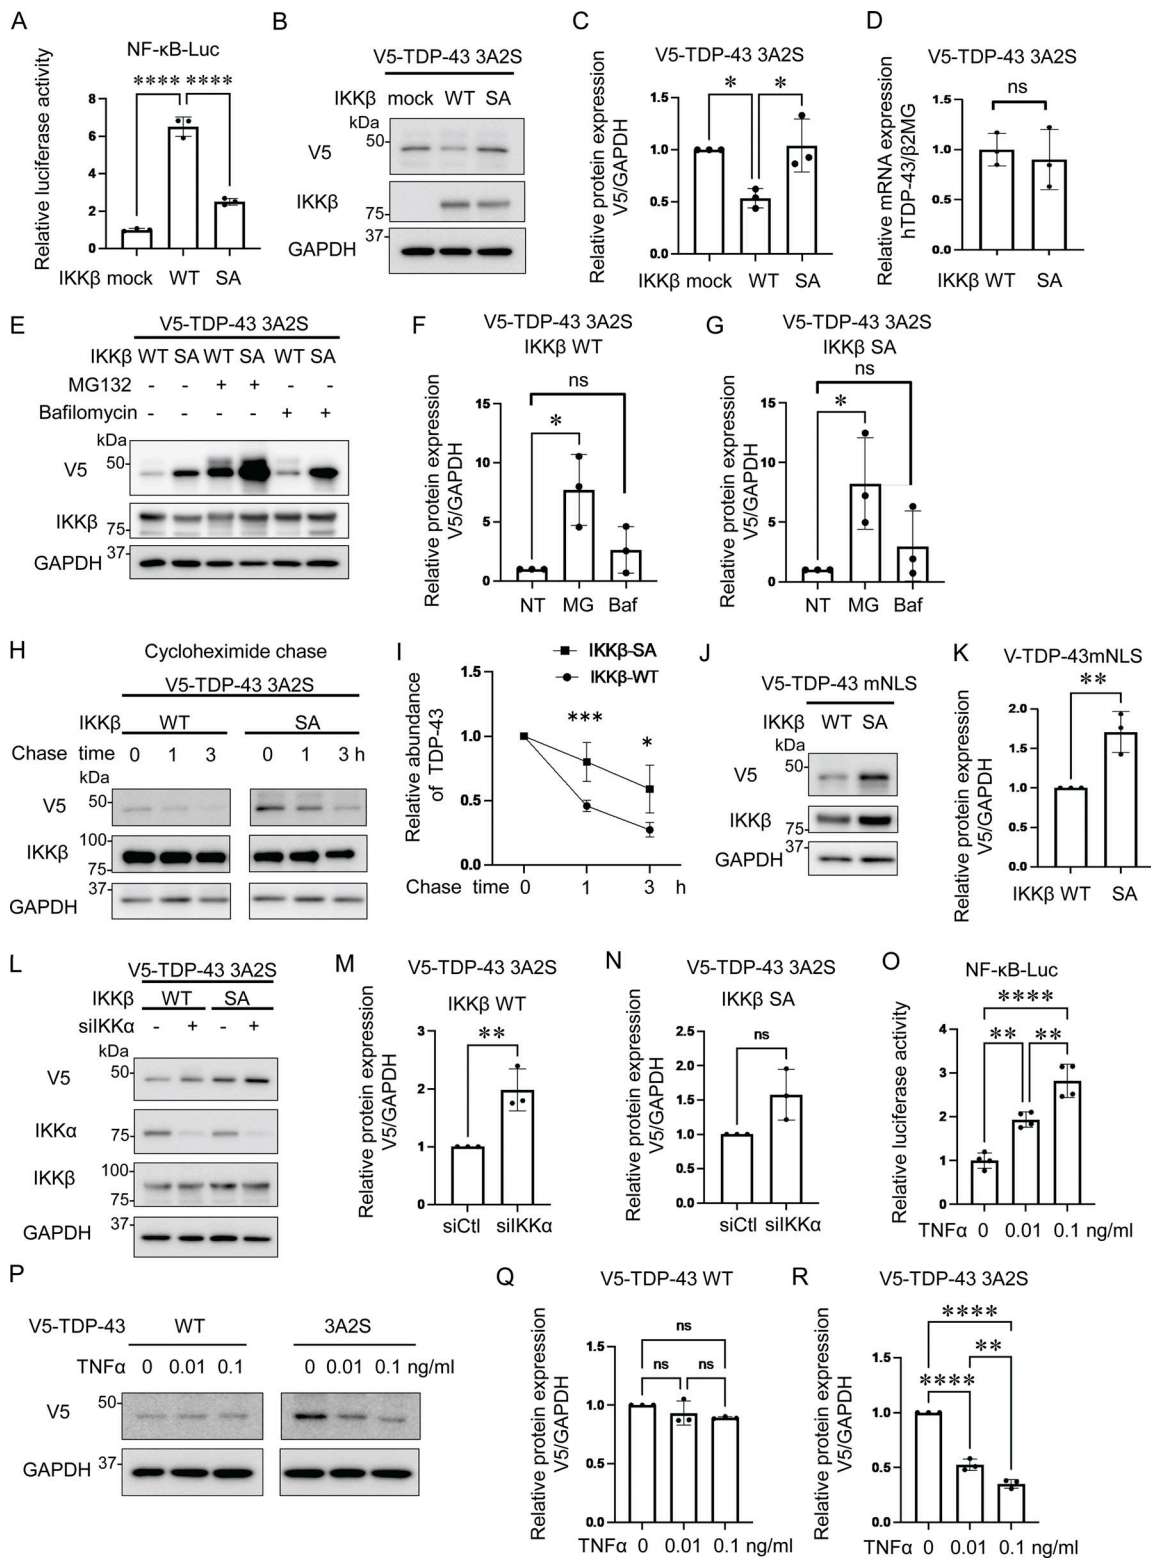 A
NF-κB-Luc
**** ****
Relative luciferase activity
8
6
4
2
0
IKKβ mock WT SA
B
V5-TDP-43 3A2S
IKKβ mock WT SA
kDa
V5 50
IKKβ
75
37
GAPDH
C
V5-TDP-43 3A2S
* *
Relative protein expression
V5/GAPDH
1.5
1.0
0.5
0.0
IKKβ mock WT SA
D
V5-TDP-43 3A2S
ns
Relative mRNA expression
hTDP-43/β2MG
1.5
1.0
0.5
0.0
IKKβ WT SA
E
V5-TDP-43 3A2S
IKKβ WT SA WT SA WT SA
MG132 - - + + - -
Bafilomycin - - - - + +
kDa
V5 50
IKKβ
75
GAPDH 37
F
V5-TDP-43 3A2S
IKKβ WT
ns
*
Relative protein expression
V5/GAPDH
15
10
5
0
NT MG Baf
G
V5-TDP-43 3A2S
IKKβ SA
ns
*
Relative protein expression
V5/GAPDH
15
10
5
0
NT MG Baf
H
Cycloheximide chase
V5-TDP-43 3A2S
IKKβ WT SA
Chase time 0 1 3 0 1 3 h
kDa
V5 50
100
IKKβ
75
37
GAPDH
I
IKKβ-SA
IKKβ-WT
***
*
Relative abundance
of TDP-43
1.5
1.0
0.5
0.0
Chase time 0 1 3 h
J
V5-TDP-43 mNLS
IKKβ WT SA
kDa
V5 50
IKKβ
75
37
GAPDH
K
V-TDP-43mNLS
**
Relative protein expression
V5/GAPDH
2.0
1.5
1.0
0.5
0.0
IKKβ WT SA
L
V5-TDP-43 3A2S
IKKβ WT SA
siIKKα - + - +
kDa
V5 50
IKKα 75
100
IKKβ
75
37
GAPDH
M
V5-TDP-43 3A2S
IKKβ WT
**
Relative protein expression
V5/GAPDH
3
2
1
0
siCtl siIKKα
N
V5-TDP-43 3A2S
IKKβ SA
ns
Relative protein expression
V5/GAPDH
2.5
2.0
1.5
1.0
0.5
0.0
siCtl siIKKα
O
NF-κB-Luc
****
** **
Relative luciferase activity
4
3
2
1
0
TNFα 0 0.01 0.1 ng/ml
P
V5-TDP-43 WT 3A2S
TNFα 0 0.01 0.1 0 0.01 0.1 ng/ml
V5 50
GAPDH 37
Q
V5-TDP-43 WT
ns
ns ns
Relative protein expression
V5/GAPDH
1.5
1.0
0.5
0.0
TNFα 0 0.01 0.1 ng/ml
R
V5-TDP-43 3A2S
****
**
****
Relative protein expression
V5/GAPDH
1.5
1.0
0.5
0.0
TNFα 0 0.01 0.1 ng/ml